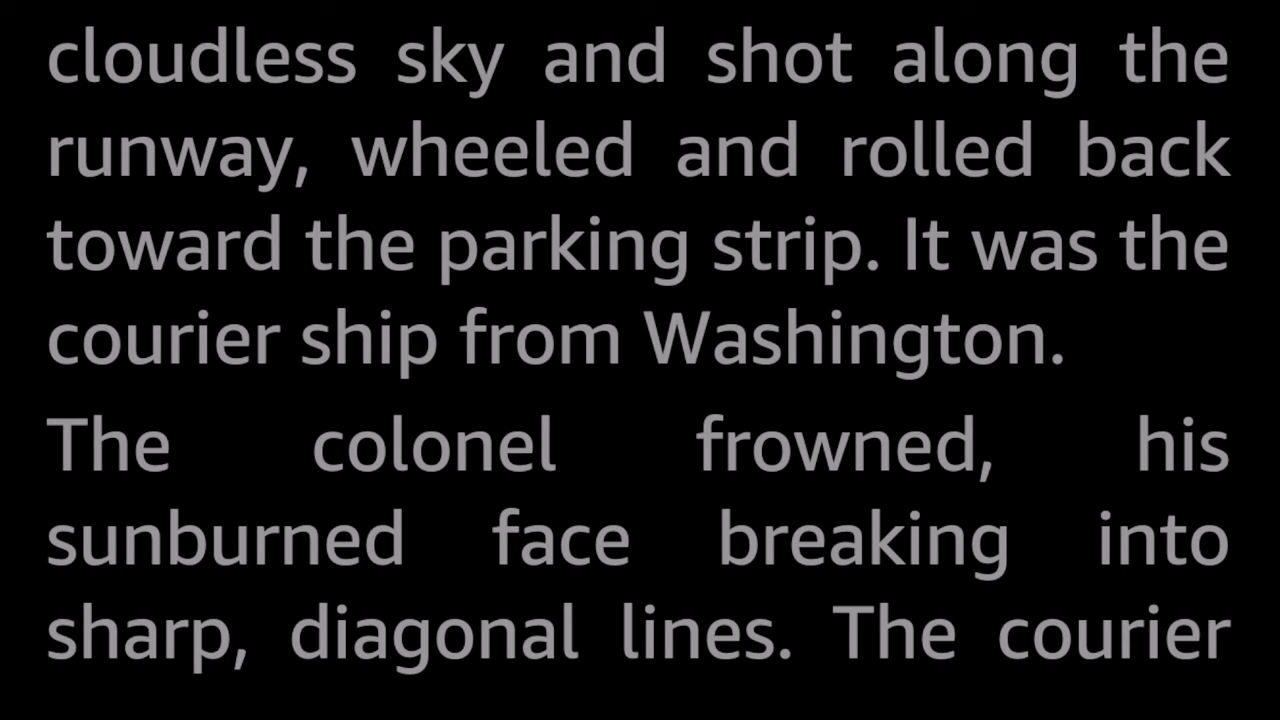 cloudless sky and shot along the
runway, wheeled and rolled back
toward the parking strip. It was the
courier ship from Washington.
The colonel frowned, his
sunburned face breaking into
sharp, diagonal lines. The courier